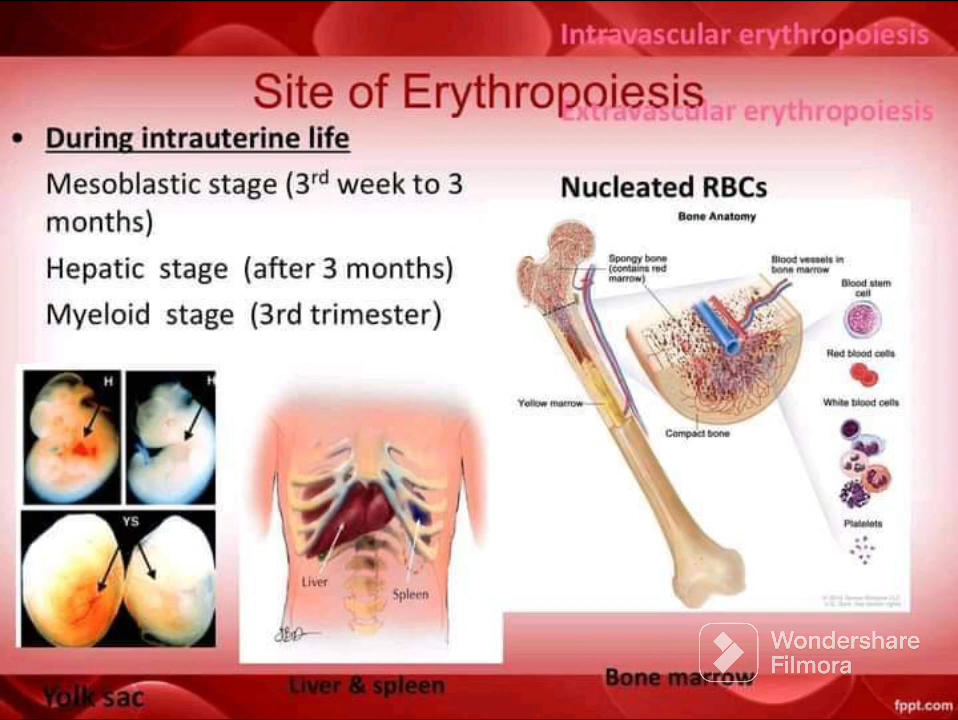 Intravascular erythropoiesis
Site of Erythropoiesis
Extravascular erythropoiesis
• During intrauterine life
Mesoblastic stage (3rd week to 3
months)
Hepatic stage (after 3 months)
Myeloid stage (3rd trimester)
Nucleated RBCs
Bone Anatomy
Spongy bone
(contains red
marrow)
Blood vessels in
bone marrow
Blood stem
cell
Red blood cells
White blood cells
Yellow marrow
Compact bone
Platelets
H
H
YS
Liver
Spleen
Wondershare
Filmora
Yolk sac
Liver & spleen
Bone marrow
fppt.com